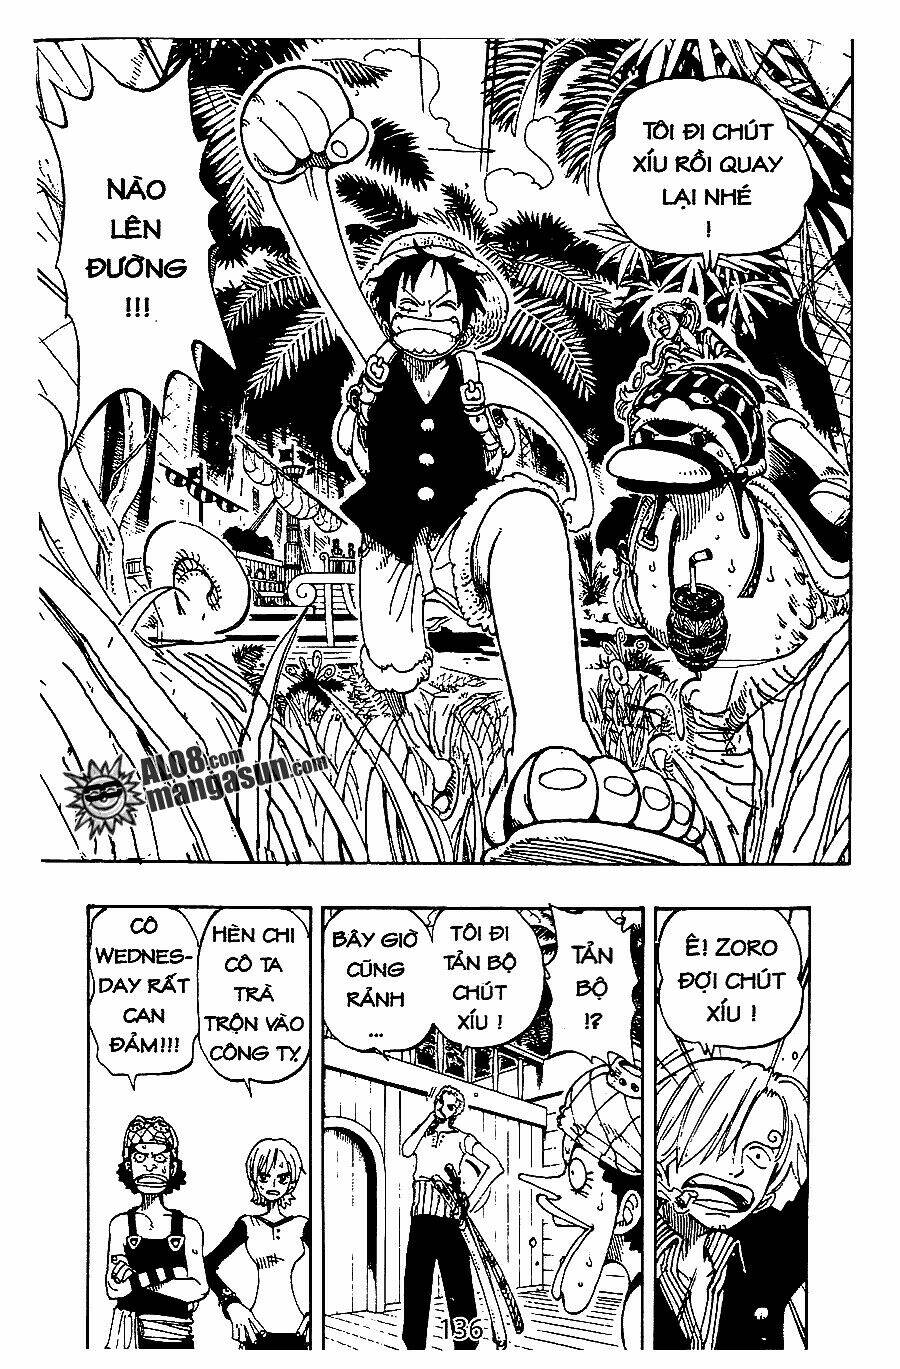 TÔI ĐI CHÚT
XÍU RỒI QUAY
LẠI NHÉ
!
NÀO
LÊN
ĐƯỜNG
!!!
AL08.com
mangasun.com
Ê! ZORO
ĐỢI CHÚT
XÍU !
TẢN
BỘ
!?
TÔI ĐI
TẢN BỘ
CHÚT
XÍU !
BÂY GIỜ
CŨNG
RẢNH
...
HÈN CHI
CÔ TA
TRÀ
TRỘN VÀO
CÔNG TY.
CÔ
WEDNES-
DAY RẤT
CAN
ĐẢM!!!
136